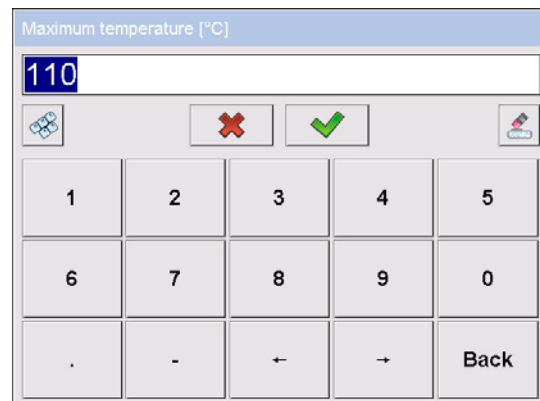 Maximum temperature [°C]
110
1 2 3 4 5
6 7 8 9 0
. - ← → Back